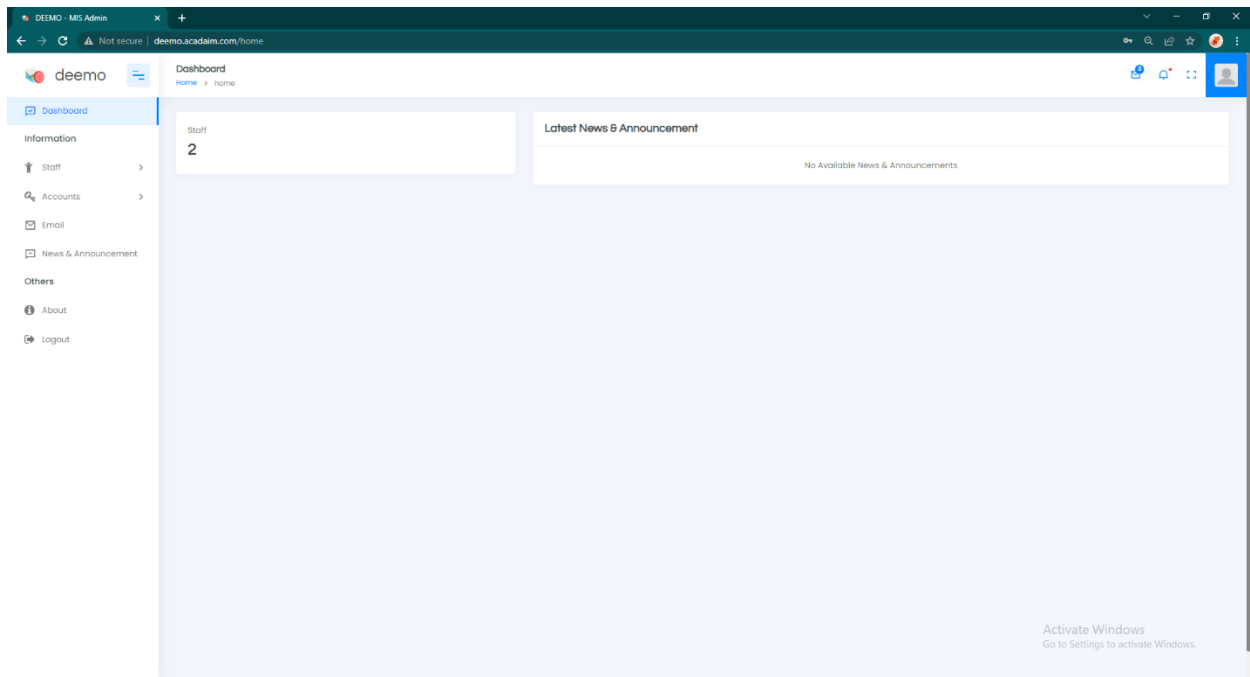 DEEMO - MIS Admin
Not secure | deemo.acadaim.com/home
deemo
Dashboard
Home > home
3
Dashboard
Information
Staff
Accounts
Email
News & Announcement
Others
About
Logout
Staff
2
Latest News & Announcement
No Available News & Announcements
Activate Windows
Go to Settings to activate Windows.